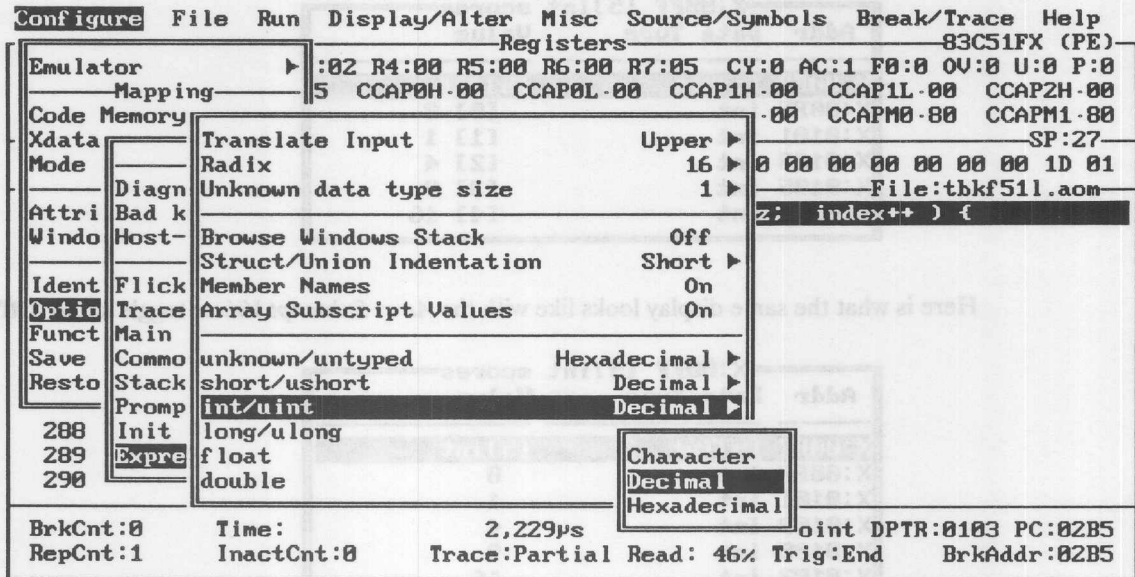 Configure File Run Display/Alter Misc Source/Symbols Break/Trace Help
Registers 83C51FX (PE)
Emulator ▶ :02 R4:00 R5:00 R6:00 R7:05 CY:0 AC:1 F0:0 OV:0 U:0 P:0
Mapping 5 CCAP0H-00 CCAP0L-00 CCAP1H-00 CCAP1L-00 CCAP2H-00
Code Memory -00 CCAPM0-80 CCAPM1-80
Xdata Translate Input Upper ▶ SP:27
Mode Radix 16 ▶ 0 00 00 00 00 00 1D 01
Diagn Unknown data type size 1 ▶ File:tbkf51l.aom
Attri Bad k z; index++ ) {
Windo Host- Browse Windows Stack Off
Struct/Union Indentation Short ▶
Ident Flick Member Names On
Optio Trace Array Subscript Values On
Funct Main
Save Commo unknown/untyped Hexadecimal ▶
Resto Stack short/ushort Decimal ▶
Promp int/uint Decimal ▶
288 Init long/ulong
289 Expre float Character
290 double Decimal
Hexadecimal
BrkCnt:0 Time: 2,229µs oint DPTR:0103 PC:02B5
RepCnt:1 InactCnt:0 Trace:Partial Read: 46% Trig:End BrkAddr:02B5